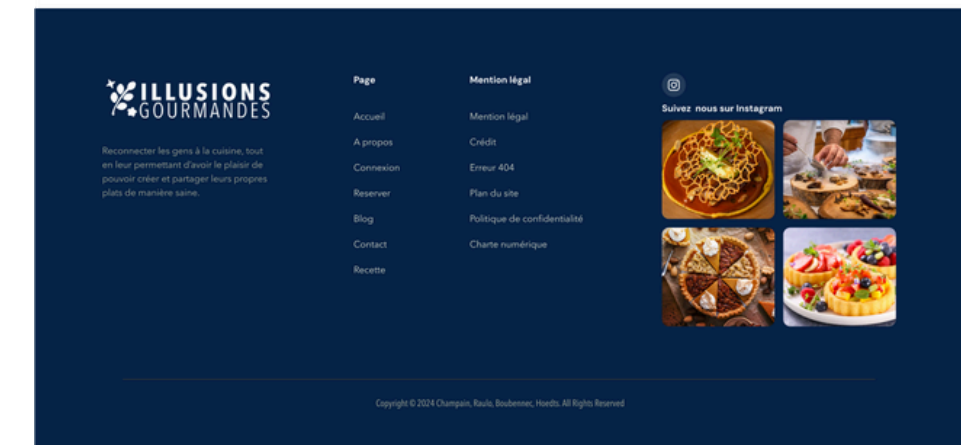 ILLUSIONS
GOURMANDES
Reconnecter les gens à la cuisine, tout
en leur permettant d'avoir le plaisir de
pouvoir créer et partager leurs propres
plats de manière saine.
Page
Accueil
A propos
Connexion
Reserver
Blog
Contact
Recette
Mention légal
Mention légal
Crédit
Erreur 404
Plan du site
Politique de confidentialité
Charte numérique
Suivez nous sur Instagram
Copyright © 2024 Champain, Raulo, Boubennec, Hoedts. All Rights Reserved